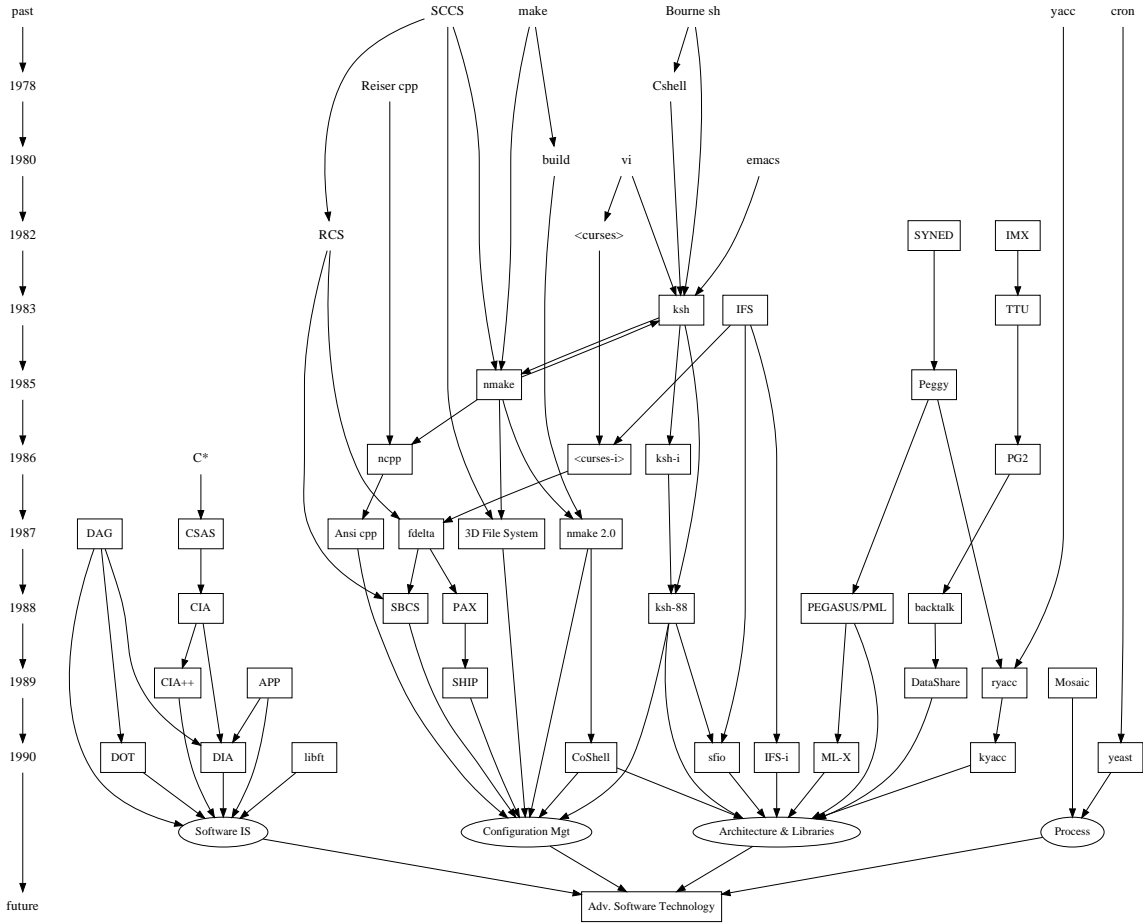 past SCCS make Bourne sh yacc cron
1978 Reiser cpp Cshell
1980 build vi emacs
1982 RCS <curses> SYNED IMX
1983 ksh IFS TTU
1985 nmake Peggy
1986 C* ncpp <curses-i> ksh-i PG2
1987 DAG CSAS Ansi cpp fdelta 3D File System nmake 2.0
1988 CIA SBCS PAX ksh-88 PEGASUS/PML backtalk
1989 CIA++ APP SHIP DataShare ryacc Mosaic
1990 DOT DIA libft CoShell sfio IFS-i ML-X kyacc yeast
Software IS Configuration Mgt Architecture & Libraries Process
future Adv. Software Technology